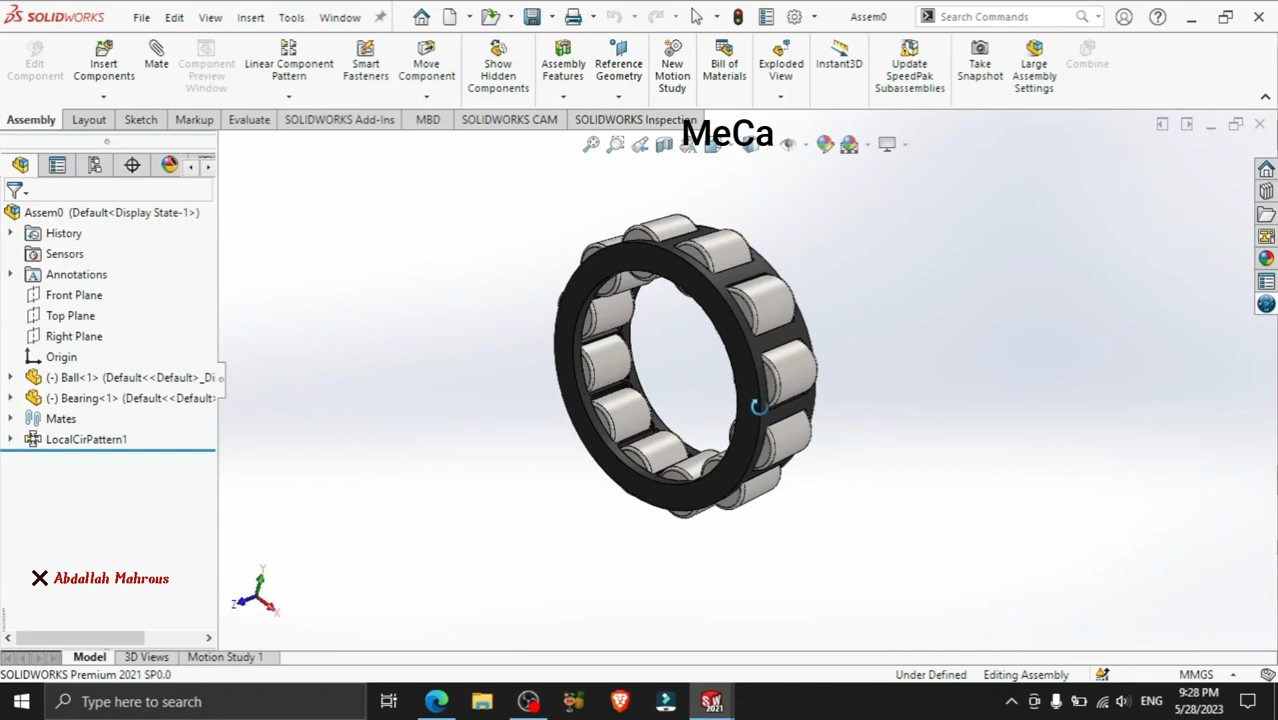 SOLIDWORKS File Edit View Insert Tools Window Assem0 Search Commands
Edit Component
Insert Components
Mate
Component Preview Window
Linear Component Pattern
Smart Fasteners
Move Component
Show Hidden Components
Assembly Features
Reference Geometry
New Motion Study
Bill of Materials
Exploded View
Instant3D
Update SpeedPak Subassemblies
Take Snapshot
Large Assembly Settings
Combine
Assembly Layout Sketch Markup Evaluate SOLIDWORKS Add-Ins MBD SOLIDWORKS CAM SOLIDWORKS Inspection
MeCa
Assem0 (Default<Display State-1>)
History
Sensors
Annotations
Front Plane
Top Plane
Right Plane
Origin
(-) Ball<1> (Default<<Default>_Di
(-) Bearing<1> (Default<<Default>
Mates
LocalCirPattern1
Abdallah Mahrous
Y
Z
X
Model 3D Views Motion Study 1
SOLIDWORKS Premium 2021 SP0.0 Under Defined Editing Assembly MMGS
Type here to search
SW
2021
ENG
9:28 PM
5/28/2023